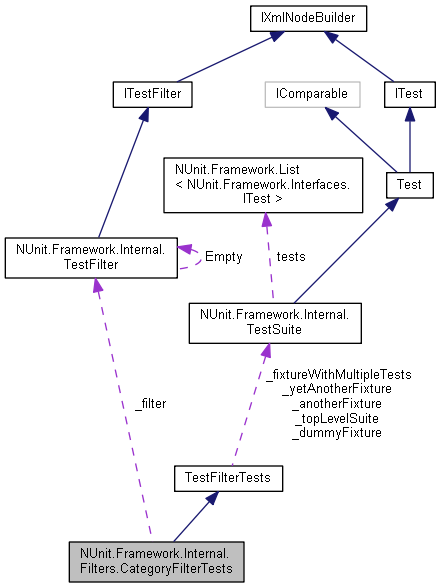 IXmlNodeBuilder
ITestFilter
IComparable
ITest
NUnit.Framework.List
< NUnit.Framework.Interfaces.
ITest >
Test
NUnit.Framework.Internal.
TestFilter
Empty
tests
NUnit.Framework.Internal.
TestSuite
_filter
_fixtureWithMultipleTests
_yetAnotherFixture
_anotherFixture
_topLevelSuite
_dummyFixture
TestFilterTests
NUnit.Framework.Internal.
Filters.CategoryFilterTests